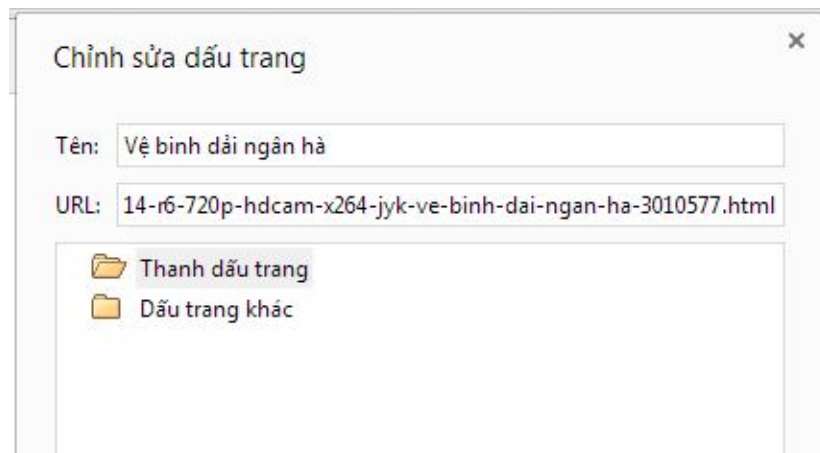 Chỉnh sửa dấu trang
Tên: Vệ binh dải ngân hà
URL: 14-r6-720p-hdcam-x264-jyk-ve-binh-dai-ngan-ha-3010577.html
Thanh dấu trang
Dấu trang khác